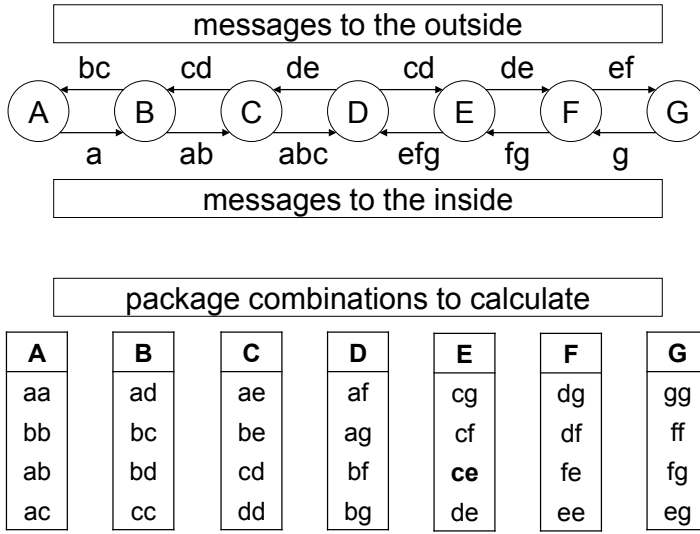 messages to the outside
bc cd de cd de ef
A B C D E F G
a ab abc efg fg g
messages to the inside
package combinations to calculate
A B C D E F G
aa ad ae af cg dg gg
bb bc be ag cf df ff
ab bd cd bf ce fe fg
ac cc dd bg de ee eg